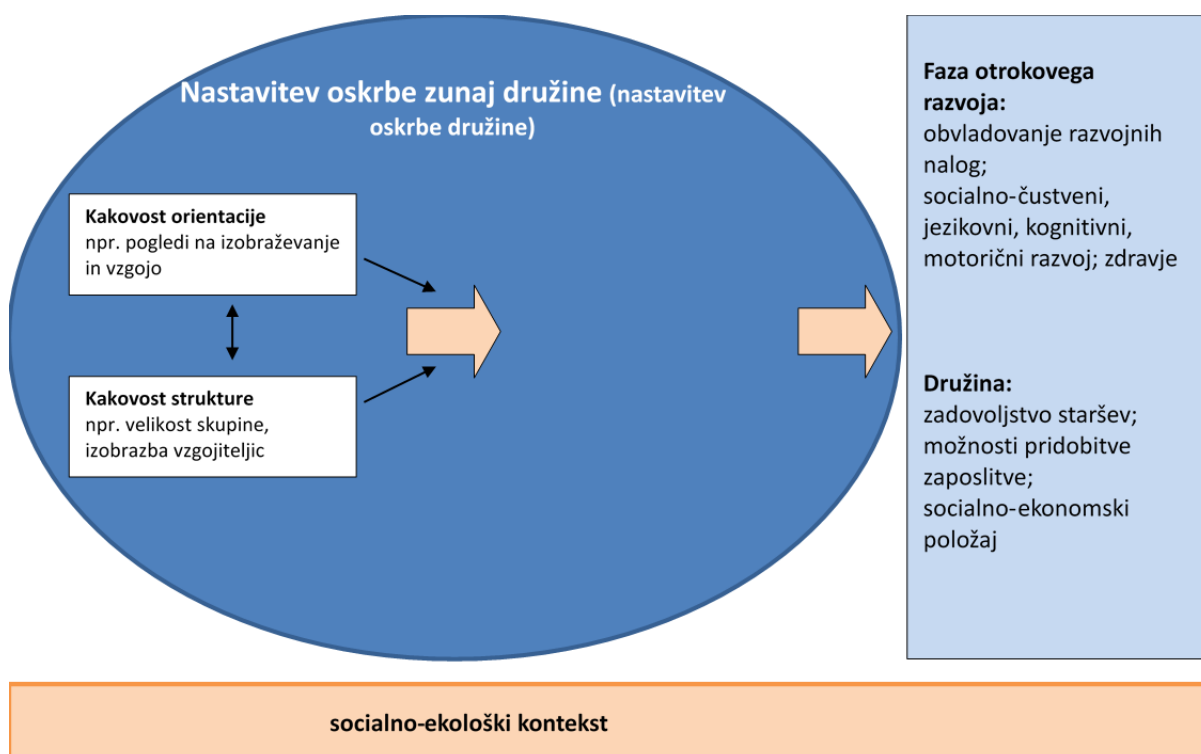 Nastavitev oskrbe zunaj družine (nastavitev
oskrbe družine)
Kakovost orientacije
npr. pogledi na izobraževanje
in vzgojo
Kakovost strukture
npr. velikost skupine,
izobrazba vzgojiteljic
Faza otrokovega
razvoja:
obvladovanje razvojnih
nalog;
socialno-čustveni,
jezikovni, kognitivni,
motorični razvoj; zdravje
Družina:
zadovoljstvo staršev;
možnosti pridobitve
zaposlitve;
socialno-ekonomski
položaj
socialno-ekološki kontekst